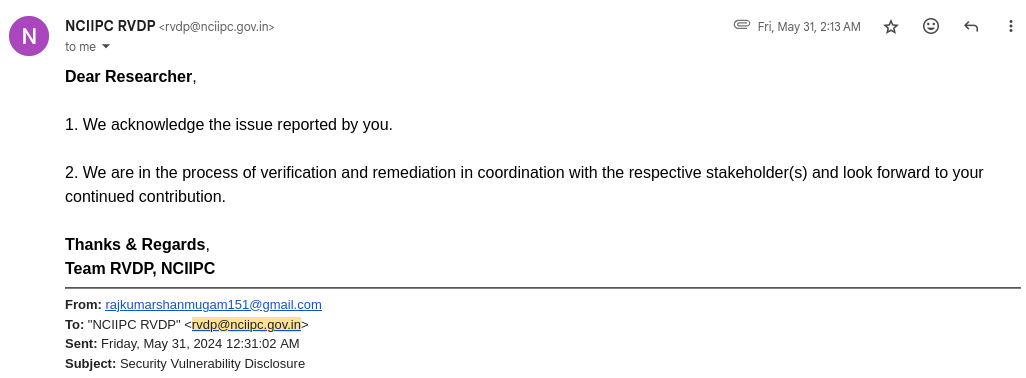 N
NCIIPC RVDP <rvdp@nciipc.gov.in>
Fri, May 31, 2:13 AM
to me
Dear Researcher,
1. We acknowledge the issue reported by you.
2. We are in the process of verification and remediation in coordination with the respective stakeholder(s) and look forward to your
continued contribution.
Thanks & Regards,
Team RVDP, NCIIPC
From: rajkumarshanmugam151@gmail.com
To: "NCIIPC RVDP" <rvdp@nciipc.gov.in>
Sent: Friday, May 31, 2024 12:31:02 AM
Subject: Security Vulnerability Disclosure